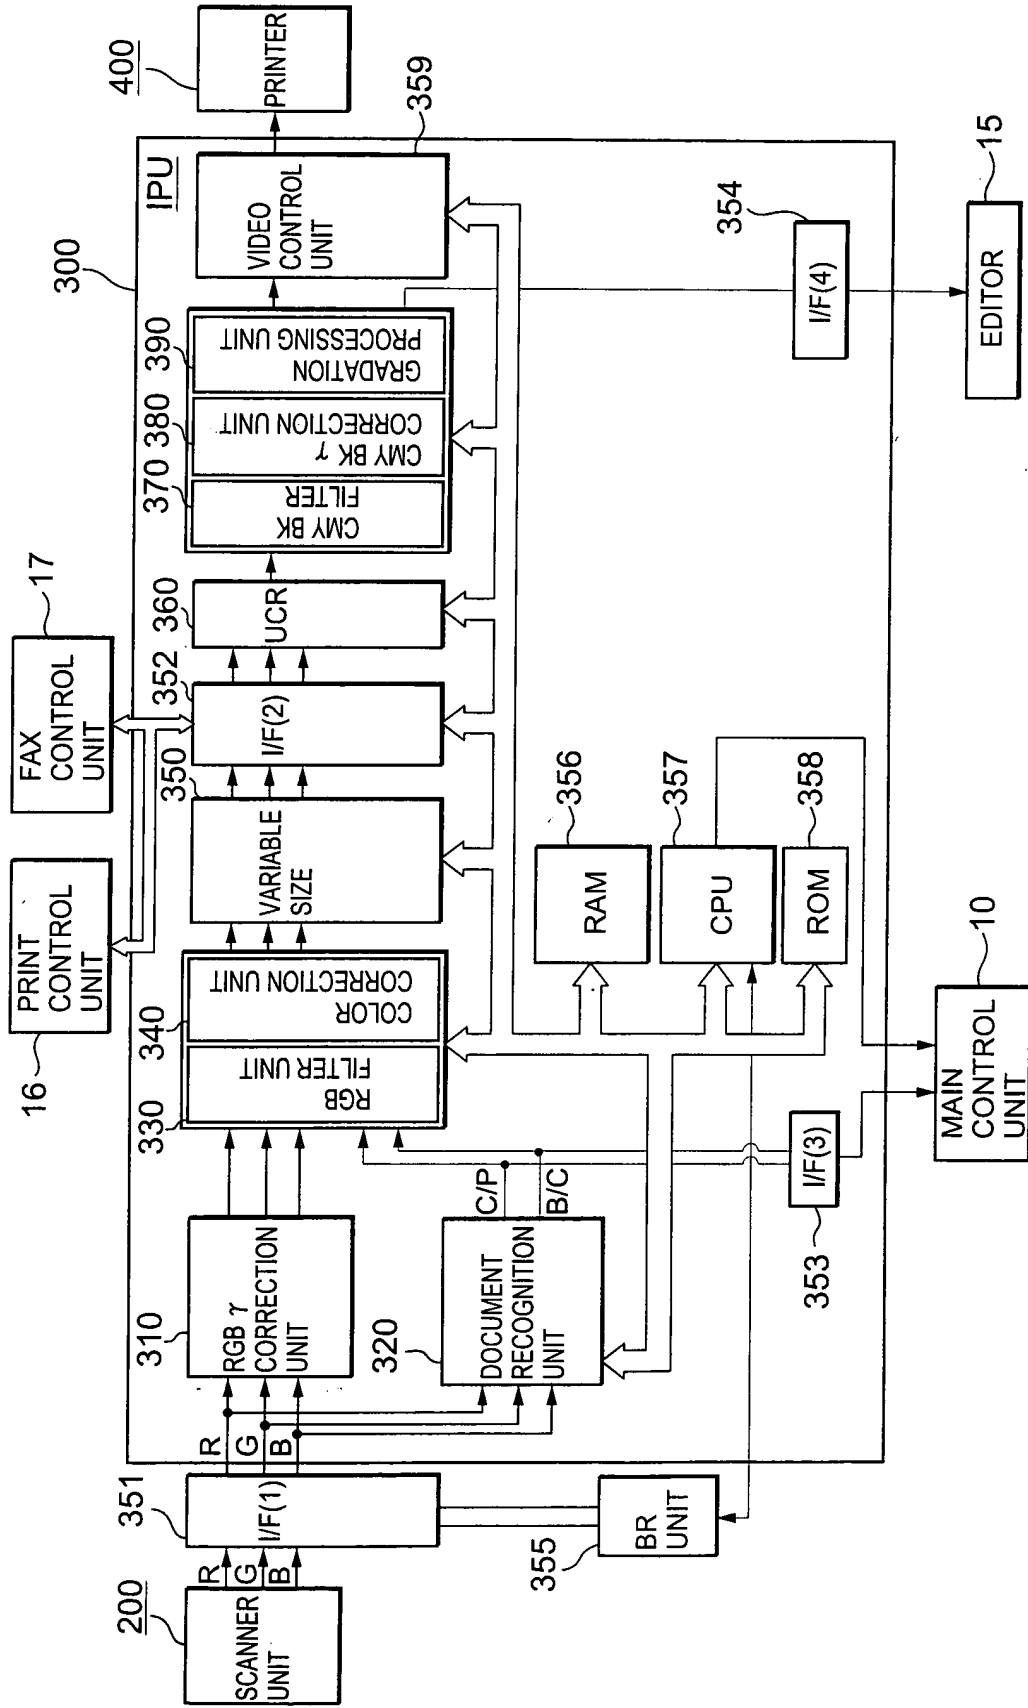 200
SCANNER
UNIT
R
G
B
351
I/F(1)
R
G
B
355
BR
UNIT
300
IPU
310
RGB γ
CORRECTION
UNIT
320
DOCUMENT
RECOGNITION
UNIT
C/P
B/C
330
RGB
FILTER UNIT
340
COLOR
CORRECTION UNIT
350
VARIABLE
SIZE
352
I/F(2)
360
UCR
370
CMY BK
FILTER
380
CMY BK γ
CORRECTION UNIT
390
GRADATION
PROCESSING UNIT
VIDEO
CONTROL
UNIT
359
400
PRINTER
16
PRINT
CONTROL
UNIT
17
FAX
CONTROL
UNIT
353
I/F(3)
RAM
356
CPU
357
ROM
358
I/F(4)
354
MAIN
CONTROL
UNIT
10
EDITOR
15